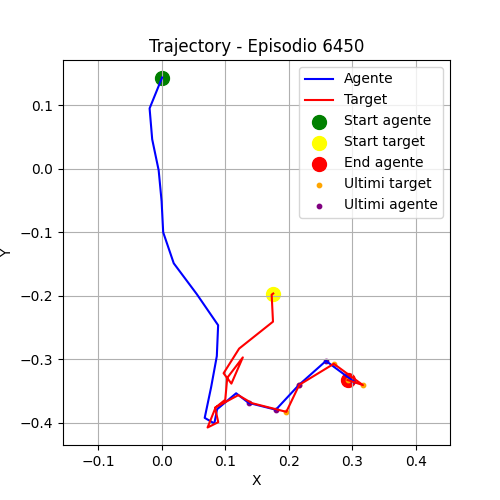 Trajectory - Episodio 6450
Agente
Target
Start agente
Start target
End agente
Ultimi target
Ultimi agente
0.1
0.0
−0.1
−0.2
−0.3
−0.4
Y
−0.1
0.0
0.1
0.2
0.3
0.4
X